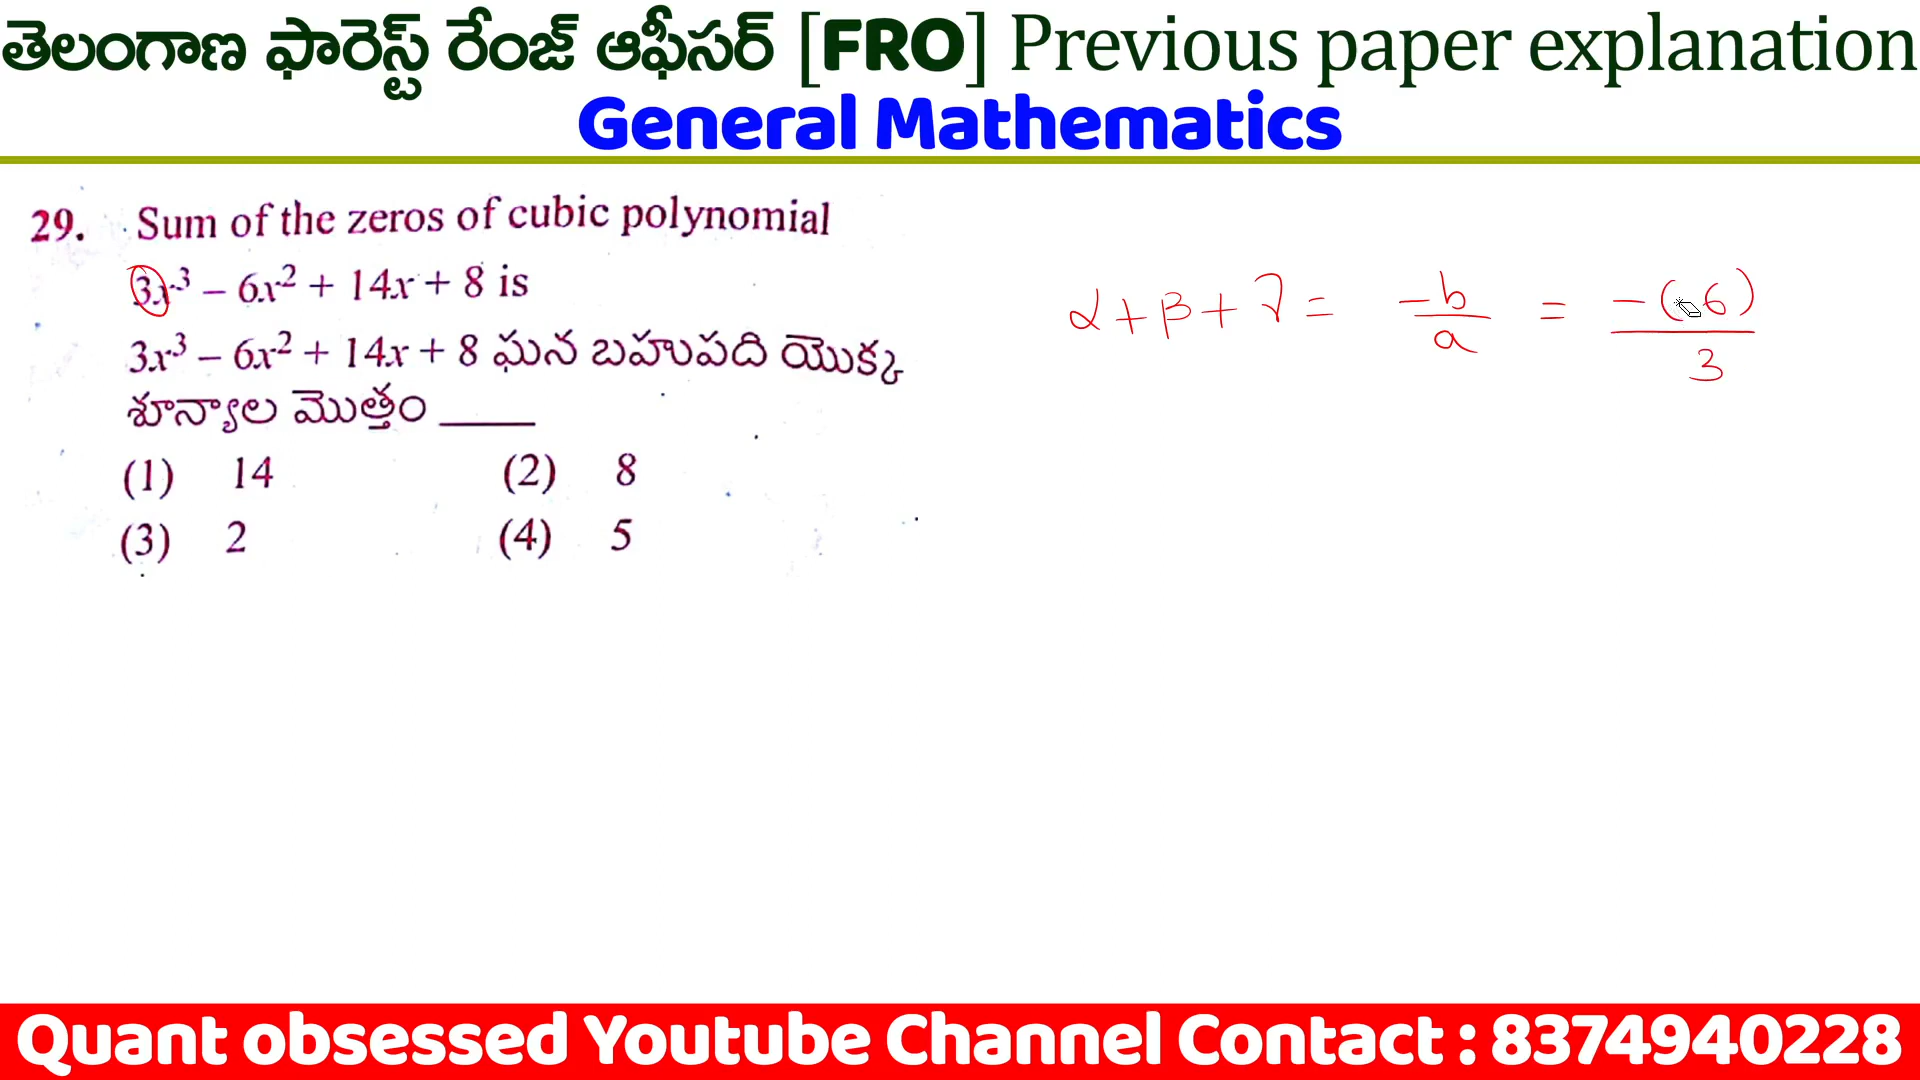 తెలంగాణ ఫారెస్ట్ రేంజ్ ఆఫీసర్ [FRO] Previous paper explanation
General Mathematics
29. Sum of the zeros of cubic polynomial
3x³ – 6x² + 14x + 8 is
3x³ – 6x² + 14x + 8 ఘన బహుపది యొక్క
శూన్యాల మొత్తం ____
(1) 14 (2) 8
(3) 2 (4) 5
α + β + γ = -b/a = -(-6)/3
Quant obsessed Youtube Channel Contact : 8374940228